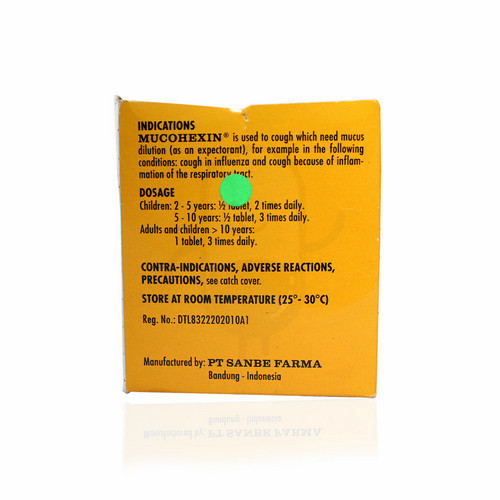 INDICATIONS
MUCOHEXIN® is used to cough which need mucus
dilution (as an expectorant), for example in the following
conditions: cough in influenza and cough because of inflam-
mation of the respiratory tract.
DOSAGE
Children: 2 - 5 years: ½ tablet, 2 times daily.
5 - 10 years: ½ tablet, 3 times daily.
Adults and children > 10 years:
1 tablet, 3 times daily.
CONTRA-INDICATIONS, ADVERSE REACTIONS,
PRECAUTIONS, see catch cover.
STORE AT ROOM TEMPERATURE (25°- 30°C)
Reg. No.: DTL8322202010A1
Manufactured by: PT SANBE FARMA
Bandung - Indonesia